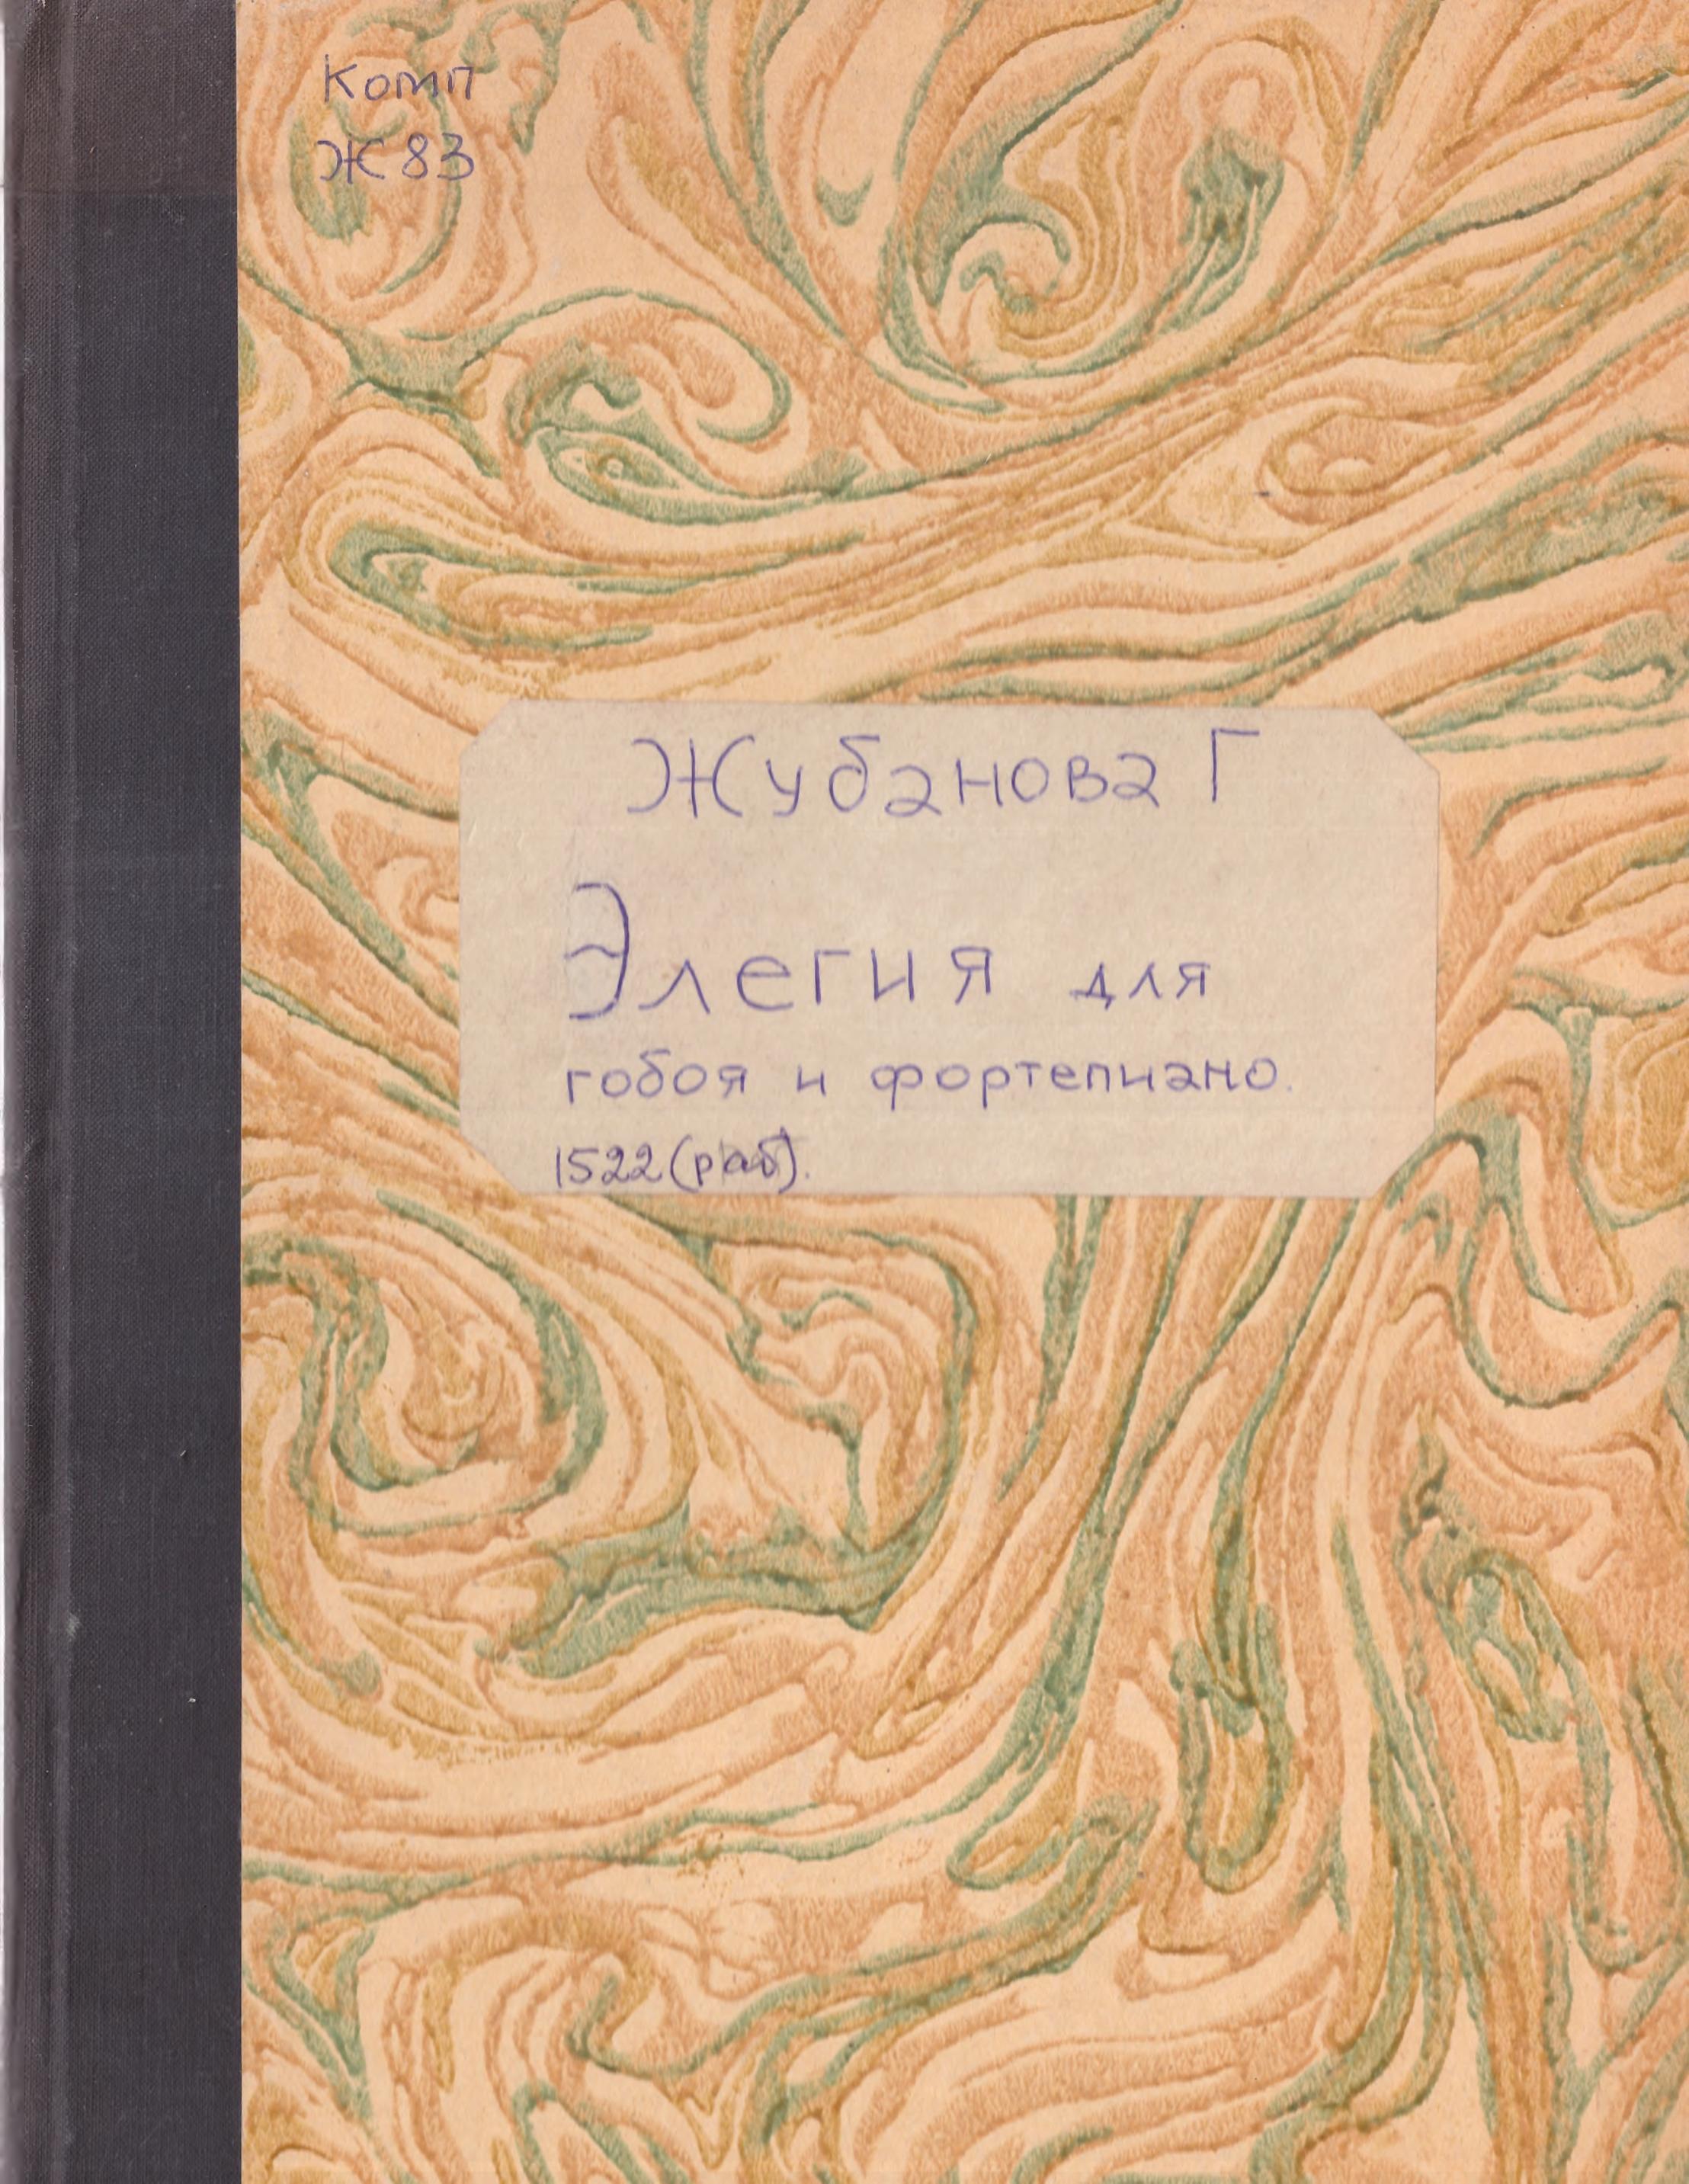 Комп
Ж 83
Жубанова Г
Элегия для
гобоя и фортепиано.
1522 (раб).